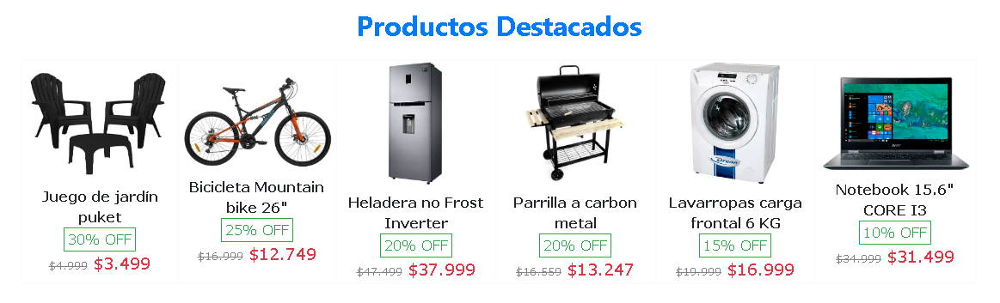 Productos Destacados
Juego de jardín
puket
30% OFF
$4.999 $3.499
Bicicleta Mountain
bike 26"
25% OFF
$16.999 $12.749
Heladera no Frost
Inverter
20% OFF
$47.499 $37.999
Parrilla a carbon
metal
20% OFF
$16.559 $13.247
Drean
Lavarropas carga
frontal 6 KG
15% OFF
$19.999 $16.999
acer
Notebook 15.6"
CORE I3
10% OFF
$34.999 $31.499